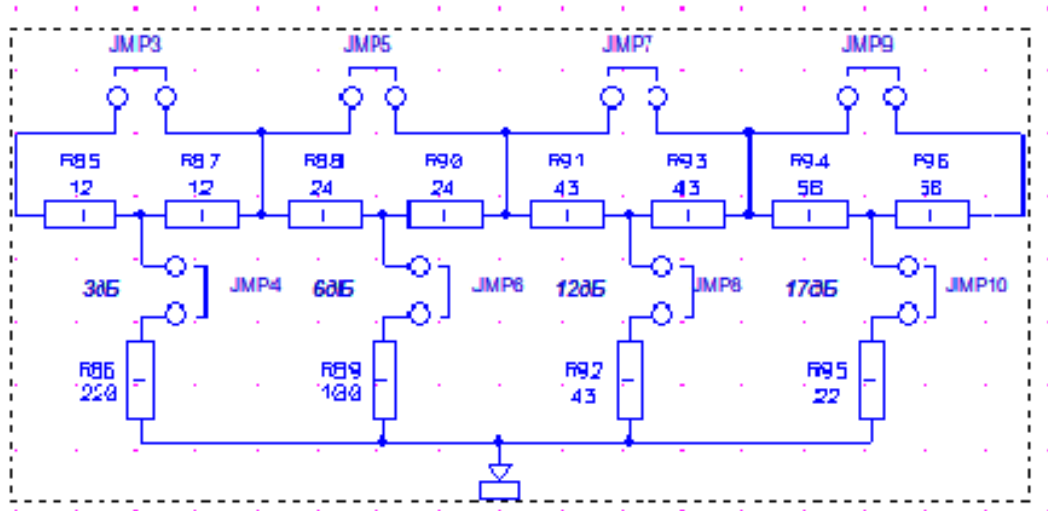 JMP3 JMP5 JMP7 JMP9
R85 R87 R88 R90 R91 R93 R94 R96
12 12 24 24 43 43 56 56
3дБ JMP4 6дБ JMP6 12дБ JMP8 17дБ JMP10
R86 R89 R92 R95
220 100 43 22